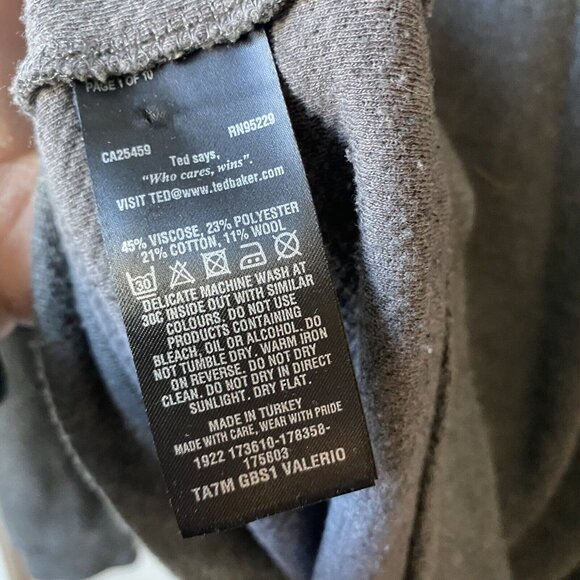 PAGE 1 OF 10
CA25459 RN95229
Ted says,
"Who cares, wins".
VISIT TED@www.tedbaker.com
45% VISCOSE, 23% POLYESTER
21% COTTON, 11% WOOL
30
DELICATE MACHINE WASH AT
30C INSIDE OUT WITH SIMILAR
COLOURS. DO NOT USE
PRODUCTS CONTAINING
BLEACH, OIL OR ALCOHOL. DO
NOT TUMBLE DRY. WARM IRON
ON REVERSE. DO NOT DRY
CLEAN. DO NOT DRY IN DIRECT
SUNLIGHT. DRY FLAT.
MADE IN TURKEY
MADE WITH CARE, WEAR WITH PRIDE
1922 173610-178358-
175603
TA7M GBS1 VALERIO